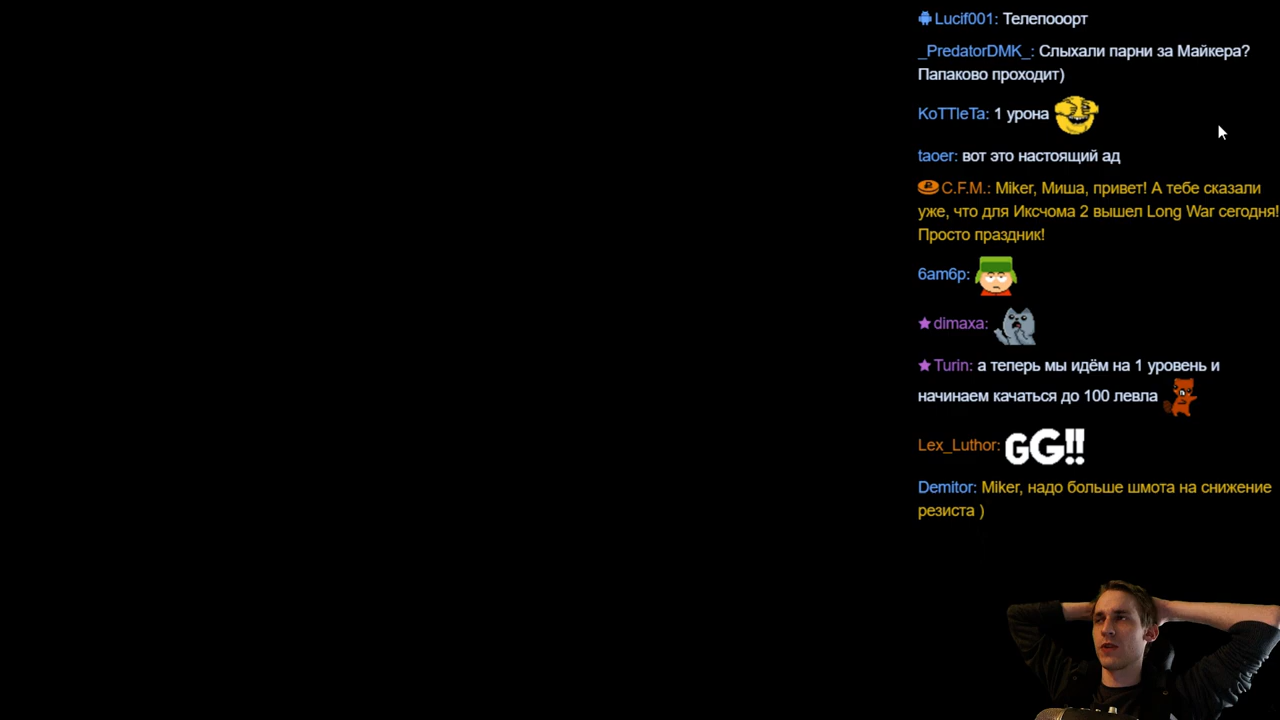 Lucif001: Телепооорт
_PredatorDMK_: Слыхали парни за Майкера?
Папаково проходит)
KoTTleTa: 1 урона
taoer: вот это настоящий ад
C.F.M.: Miker, Миша, привет! А тебе сказали
уже, что для Иксчома 2 вышел Long War сегодня!
Просто праздник!
6am6p:
dimaxa:
Turin: а теперь мы идём на 1 уровень и
начинаем качаться до 100 левла
Lex_Luthor: GG!!
Demitor: Miker, надо больше шмота на снижение
резиста )